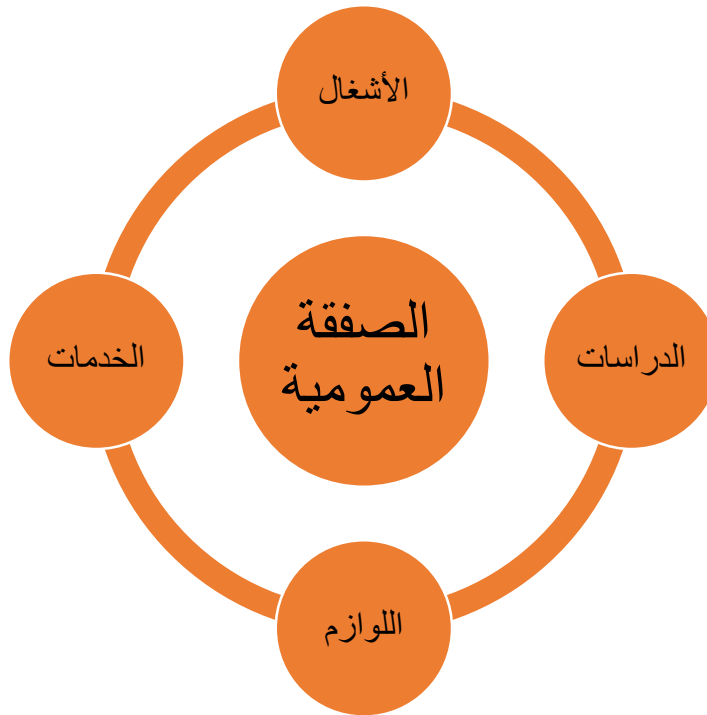 الأشغال
الصفقة
العمومية
الدراسات
الخدمات
اللوازم